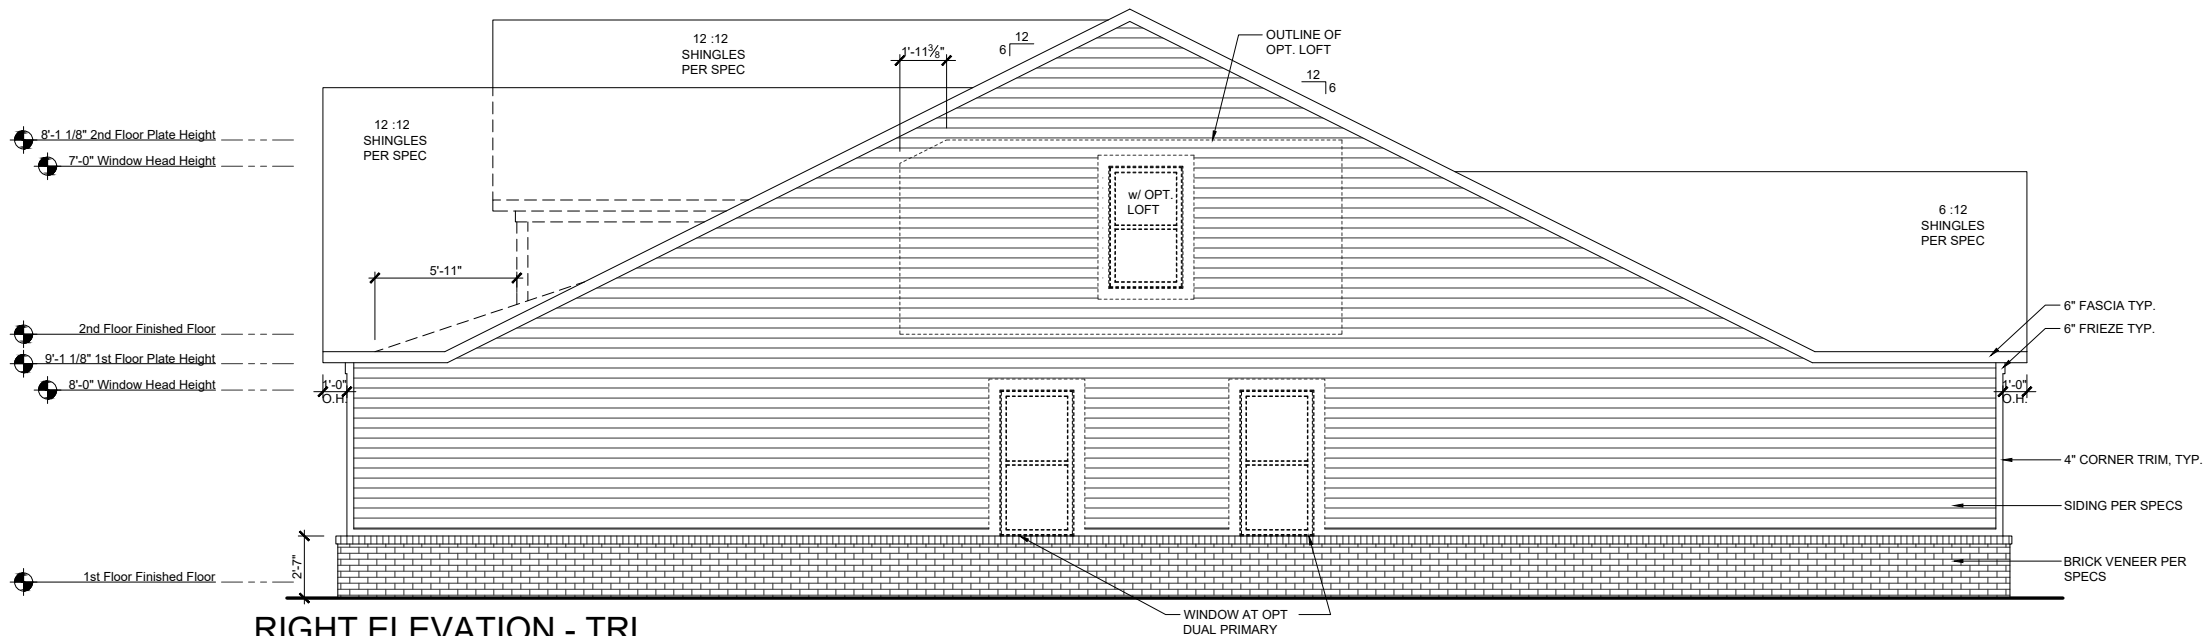 12 :12
SHINGLES
PER SPEC
1'-11⅜"
6
12
OUTLINE OF
OPT. LOFT
12
6
12 :12
SHINGLES
PER SPEC
8'-1 1/8" 2nd Floor Plate Height
7'-0" Window Head Height
w/ OPT.
LOFT
6 :12
SHINGLES
PER SPEC
5'-11"
2nd Floor Finished Floor
9'-1 1/8" 1st Floor Plate Height
8'-0" Window Head Height
1'-0"
O.H.
1'-0"
O.H.
6" FASCIA TYP.
6" FRIEZE TYP.
4" CORNER TRIM, TYP.
SIDING PER SPECS
BRICK VENEER PER
SPECS
2'-7"
1st Floor Finished Floor
WINDOW AT OPT
DUAL PRIMARY
RIGHT ELEVATION - TRI